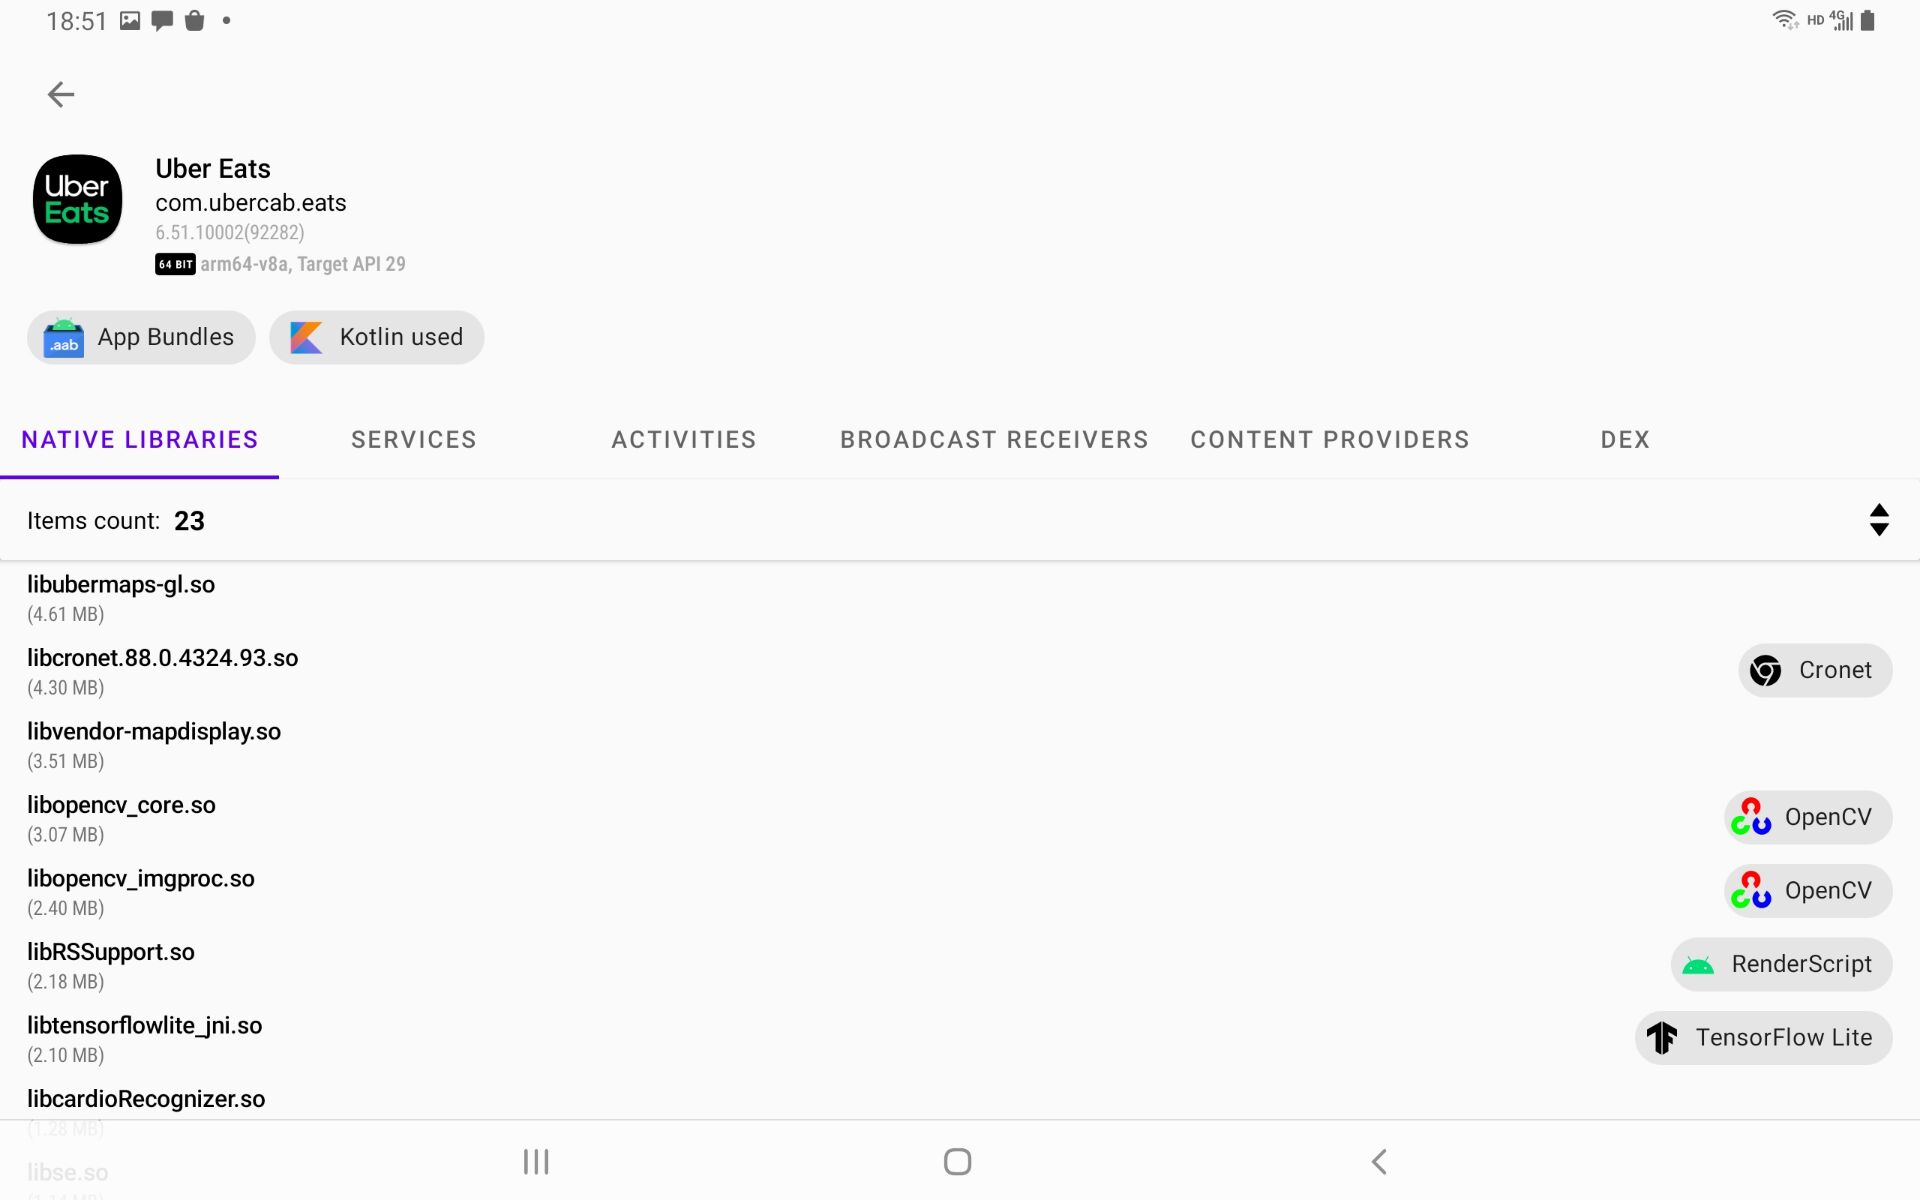 18:51
HD 4G
Uber
Eats
Uber Eats
com.ubercab.eats
6.51.10002(92282)
64 BIT arm64-v8a, Target API 29
.aab App Bundles
Kotlin used
NATIVE LIBRARIES SERVICES ACTIVITIES BROADCAST RECEIVERS CONTENT PROVIDERS DEX
Items count: 23
libubermaps-gl.so
(4.61 MB)
libcronet.88.0.4324.93.so
(4.30 MB)
Cronet
libvendor-mapdisplay.so
(3.51 MB)
libopencv_core.so
(3.07 MB)
OpenCV
libopencv_imgproc.so
(2.40 MB)
OpenCV
libRSSupport.so
(2.18 MB)
RenderScript
libtensorflowlite_jni.so
(2.10 MB)
TensorFlow Lite
libcardioRecognizer.so
(1.28 MB)
libse.so